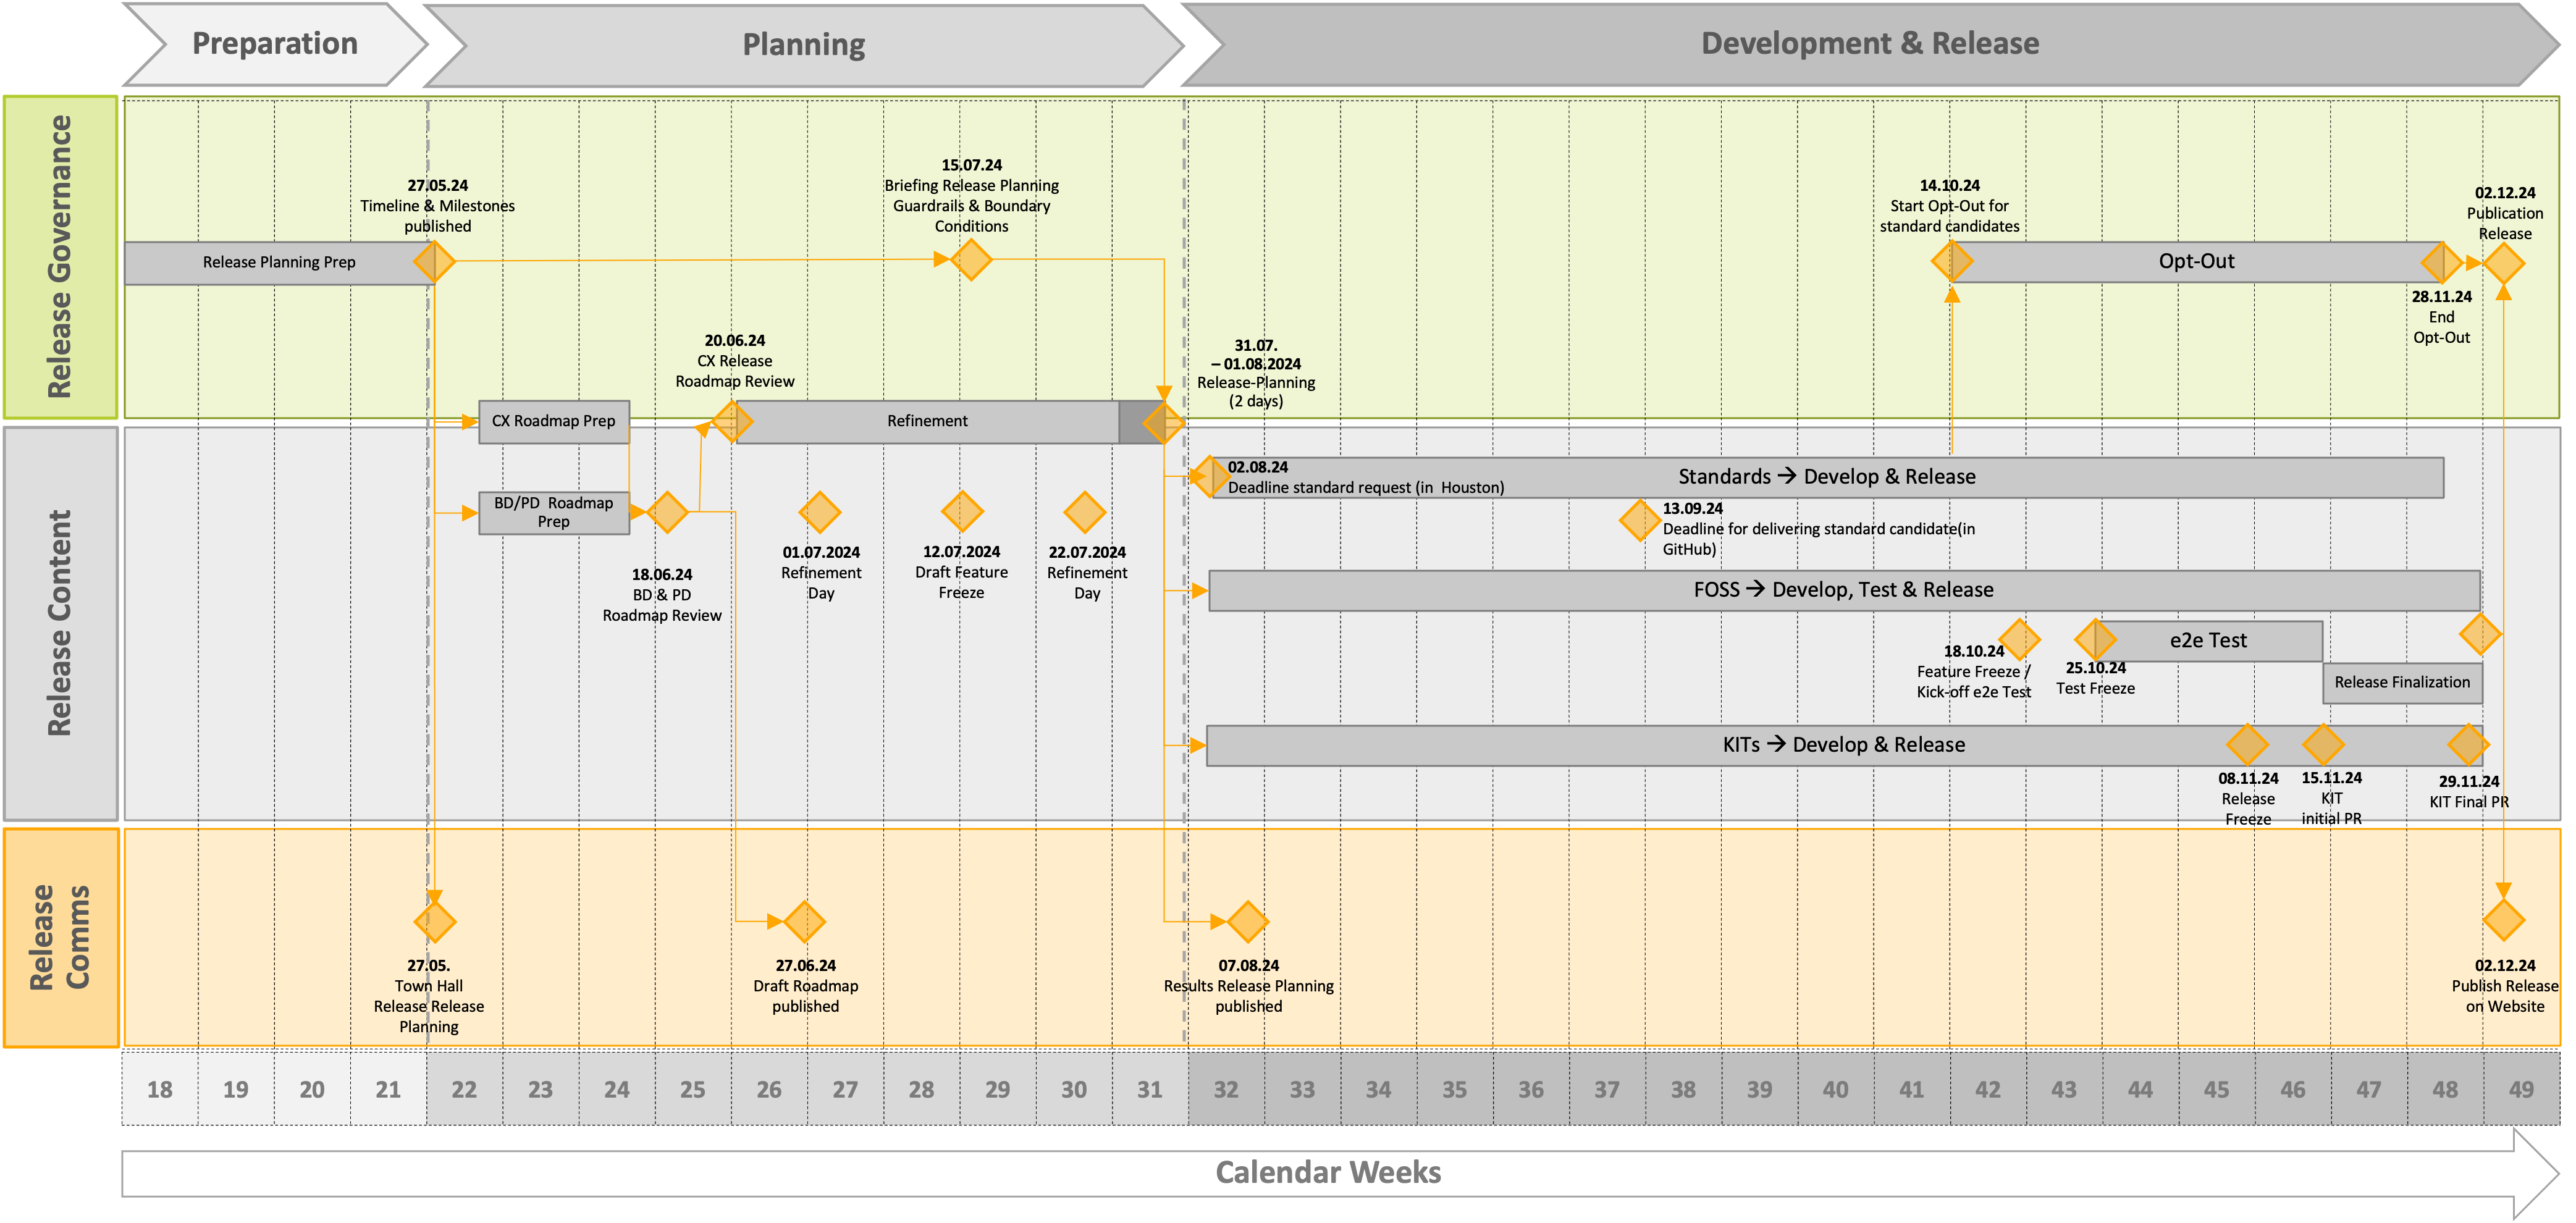 Preparation
Planning
Development & Release
Release Governance
27.05.24
Timeline & Milestones
published
Release Planning Prep
15.07.24
Briefing Release Planning
Guardrails & Boundary
Conditions
20.06.24
CX Release
Roadmap Review
31.07.
– 01.08.2024
Release-Planning
(2 days)
14.10.24
Start Opt-Out for
standard candidates
Opt-Out
28.11.24
End
Opt-Out
02.12.24
Publication
Release
CX Roadmap Prep
Refinement
Release Content
BD/PD  Roadmap
Prep
18.06.24
BD & PD
Roadmap Review
01.07.2024
Refinement
Day
12.07.2024
Draft Feature
Freeze
22.07.2024
Refinement
Day
02.08.24
Deadline standard request (in  Houston)
Standards → Develop & Release
13.09.24
Deadline for delivering standard candidate(in
GitHub)
FOSS → Develop, Test & Release
18.10.24
Feature Freeze /
Kick-off e2e Test
25.10.24
Test Freeze
e2e Test
Release Finalization
KITs → Develop & Release
08.11.24
Release
Freeze
15.11.24
KIT
initial PR
29.11.24
KIT Final PR
Release
Comms
27.05.
Town Hall
Release Release
Planning
27.06.24
Draft Roadmap
published
07.08.24
Results Release Planning
published
02.12.24
Publish Release
on Website
18 19 20 21 22 23 24 25 26 27 28 29 30 31 32 33 34 35 36 37 38 39 40 41 42 43 44 45 46 47 48 49
Calendar Weeks